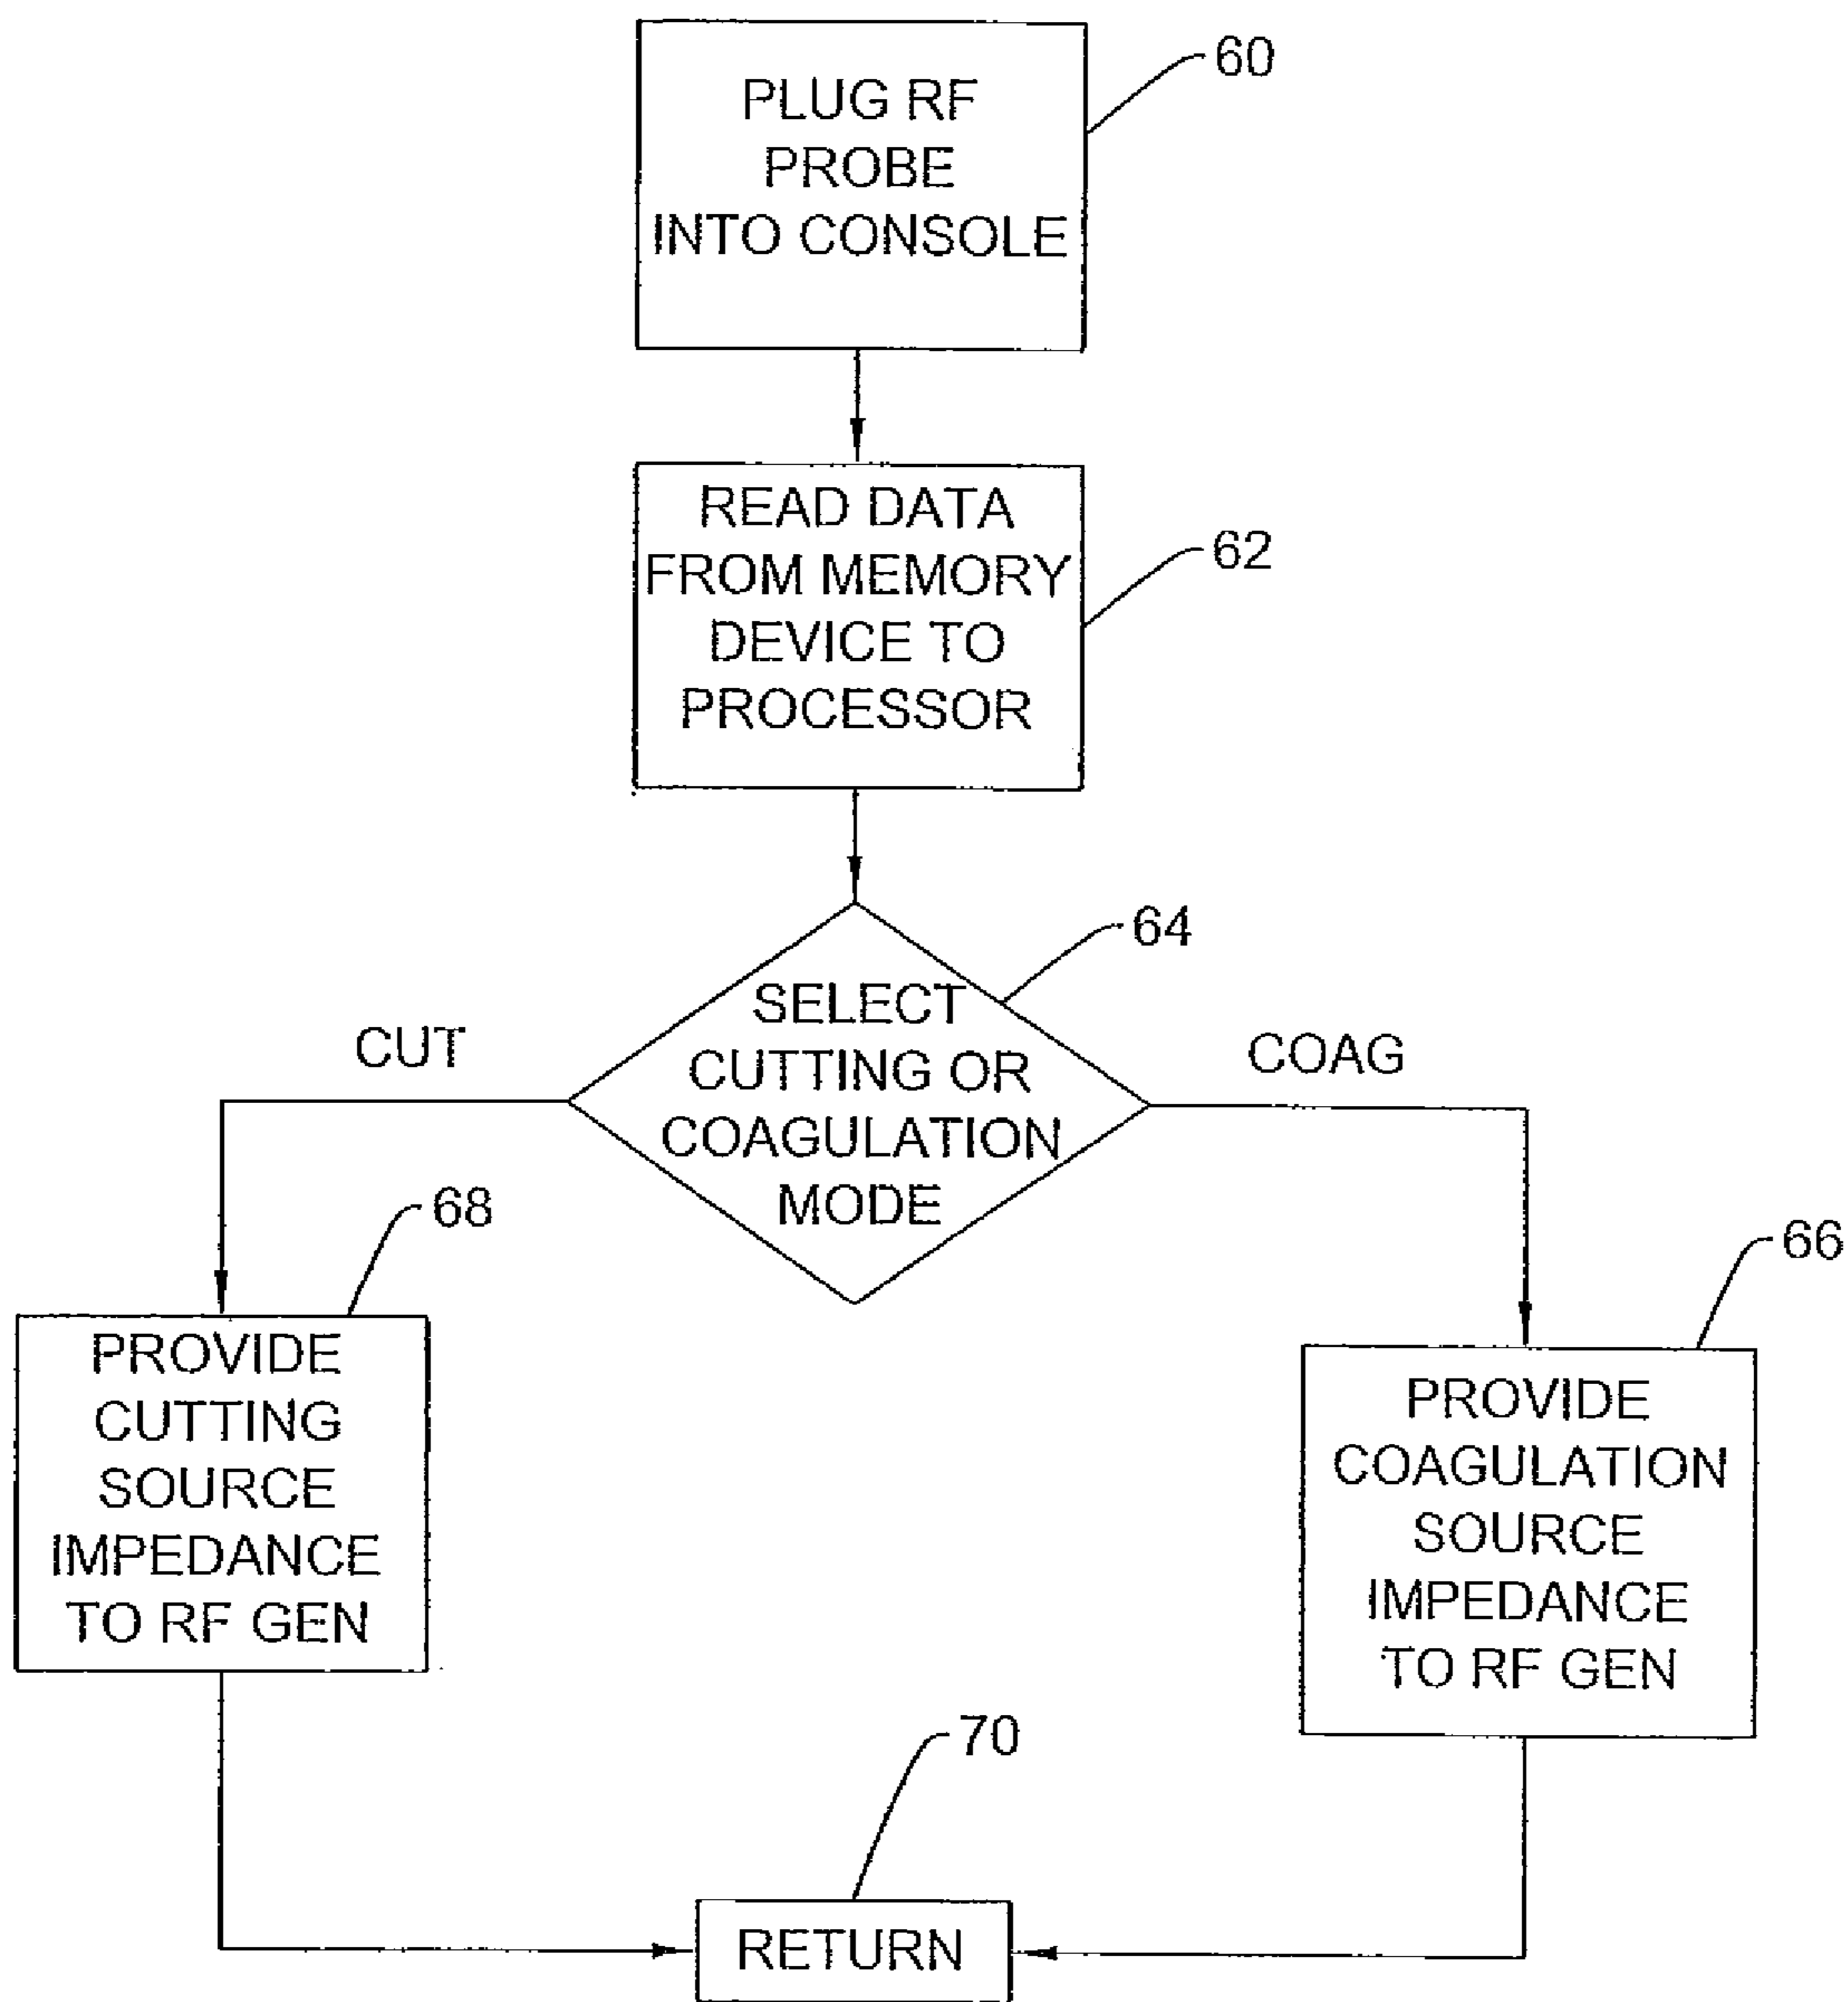 PLUG RF
PROBE
INTO CONSOLE
60
READ DATA
FROM MEMORY
DEVICE TO
PROCESSOR
62
SELECT
CUTTING OR
COAGULATION
MODE
64
CUT
COAG
68
PROVIDE
CUTTING
SOURCE
IMPEDANCE
TO RF GEN
66
PROVIDE
COAGULATION
SOURCE
IMPEDANCE
TO RF GEN
70
RETURN